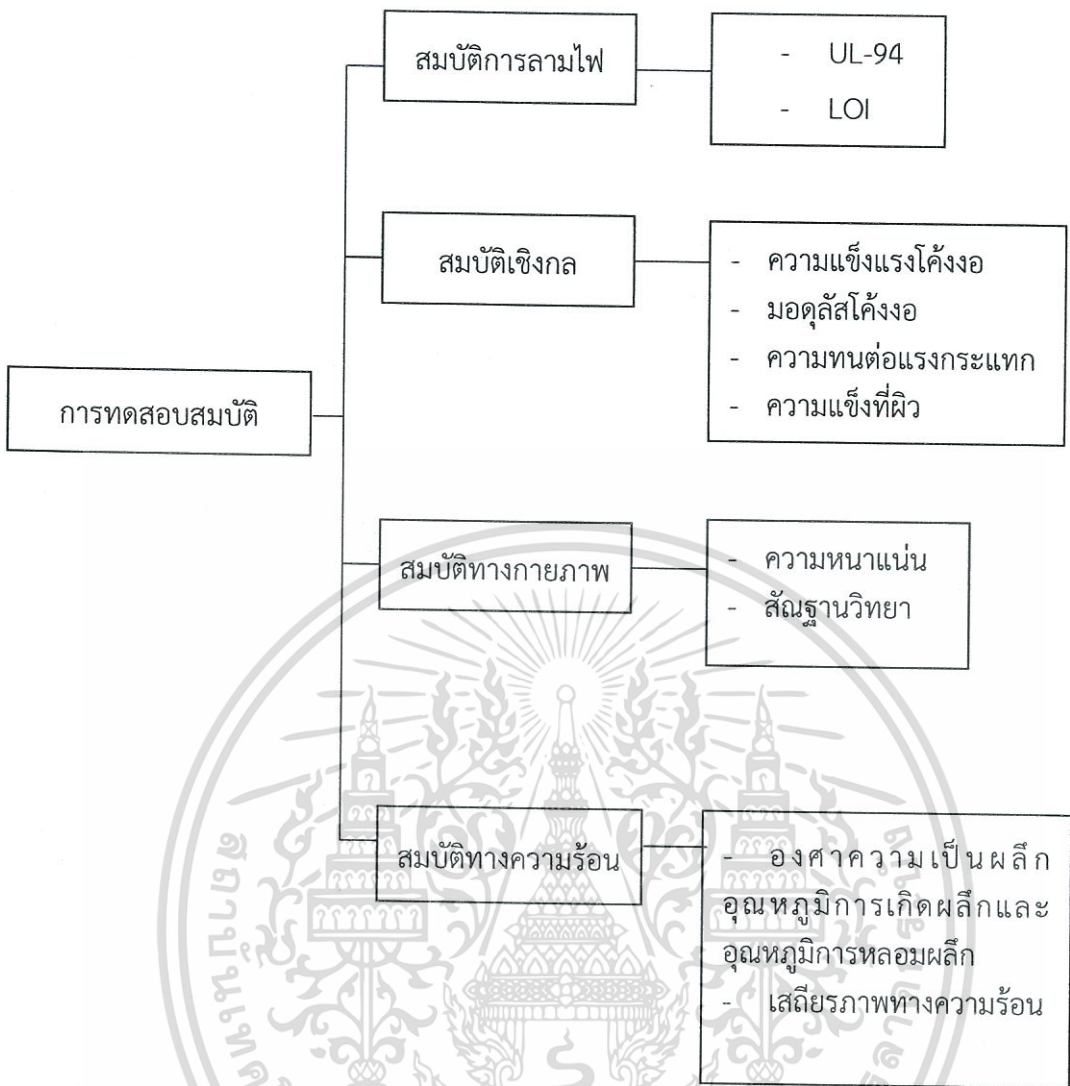 สมบัติการลามไฟ
- UL-94
- LOI
สมบัติเชิงกล
- ความแข็งแรงโค้งงอ
- มอดุลัสโค้งงอ
- ความทนต่อแรงกระแทก
- ความแข็งที่ผิว
การทดสอบสมบัติ
สมบัติทางกายภาพ
- ความหนาแน่น
- สัณฐานวิทยา
สมบัติทางความร้อน
- องศาความเป็นผลึก
อุณหภูมิการเกิดผลึกและ
อุณหภูมิการหลอมผลึก
- เสถียรภาพทางความร้อน